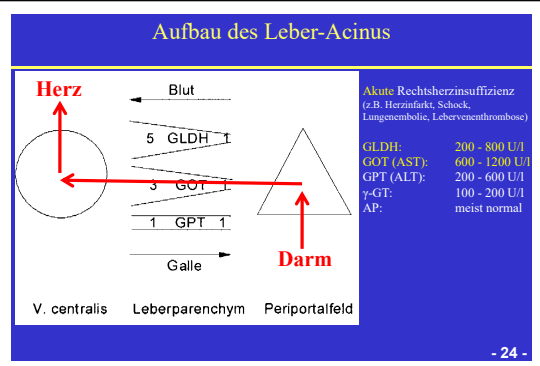 Aufbau des Leber-Acinus
Herz
Blut
5 GLDH 1
3 GOT 1
1 GPT 1
Galle
Darm
V. centralis Leberparenchym Periportalfeld
Akute Rechtsherzinsuffizienz
(z.B. Herzinfarkt, Schock,
Lungenembolie, Lebervenenthrombose)
GLDH: 200 - 800 U/l
GOT (AST): 600 - 1200 U/l
GPT (ALT): 200 - 600 U/l
γ-GT: 100 - 200 U/l
AP: meist normal
- 24 -